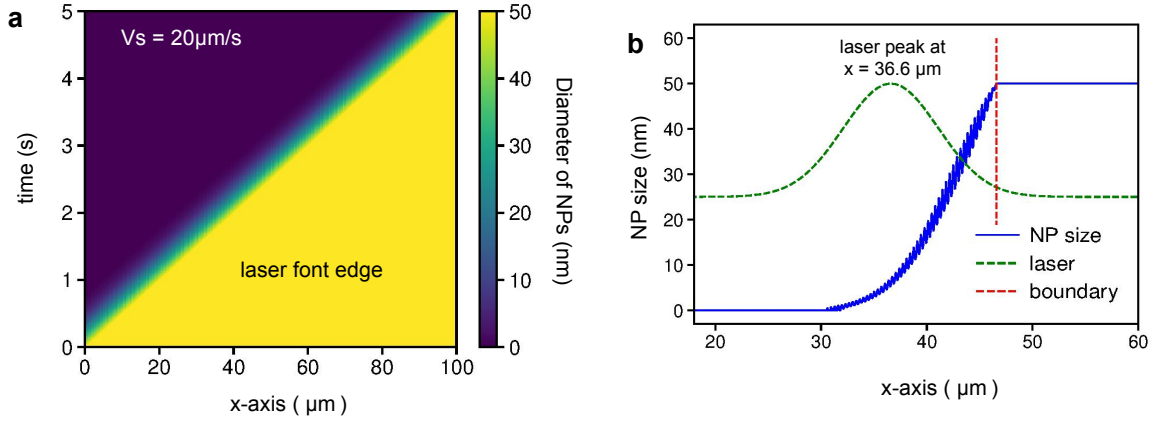 a
Vs = 20µm/s
laser font edge
5
4
3
2
1
0
time (s)
0 20 40 60 80 100
x-axis ( µm )
50
40
30
20
10
0
Diameter of NPs (nm)
b
laser peak at
x = 36.6 µm
60
50
40
30
20
10
0
NP size (nm)
NP size
laser
boundary
20 30 40 50 60
x-axis ( µm )